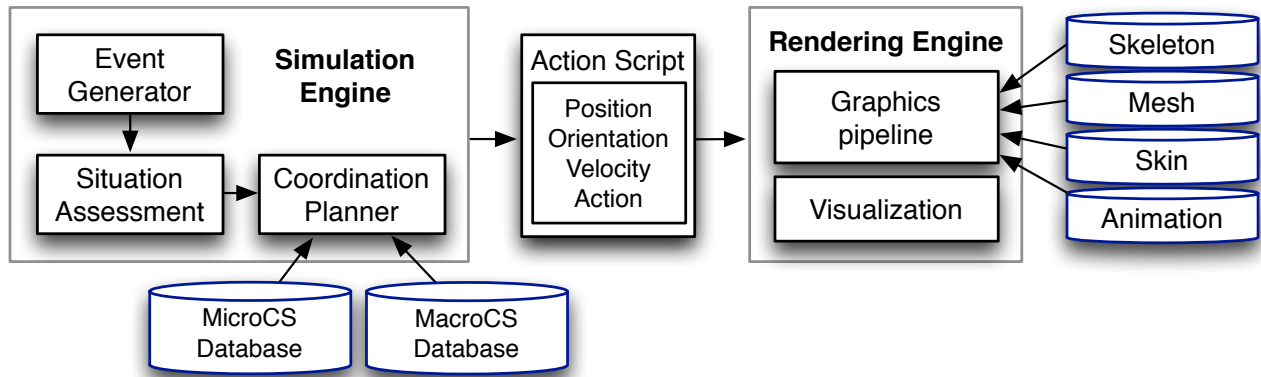 Event
Generator
Simulation
Engine
Situation
Assessment
Coordination
Planner
MicroCS
Database
MacroCS
Database
Action Script
Position
Orientation
Velocity
Action
Rendering Engine
Graphics
pipeline
Visualization
Skeleton
Mesh
Skin
Animation